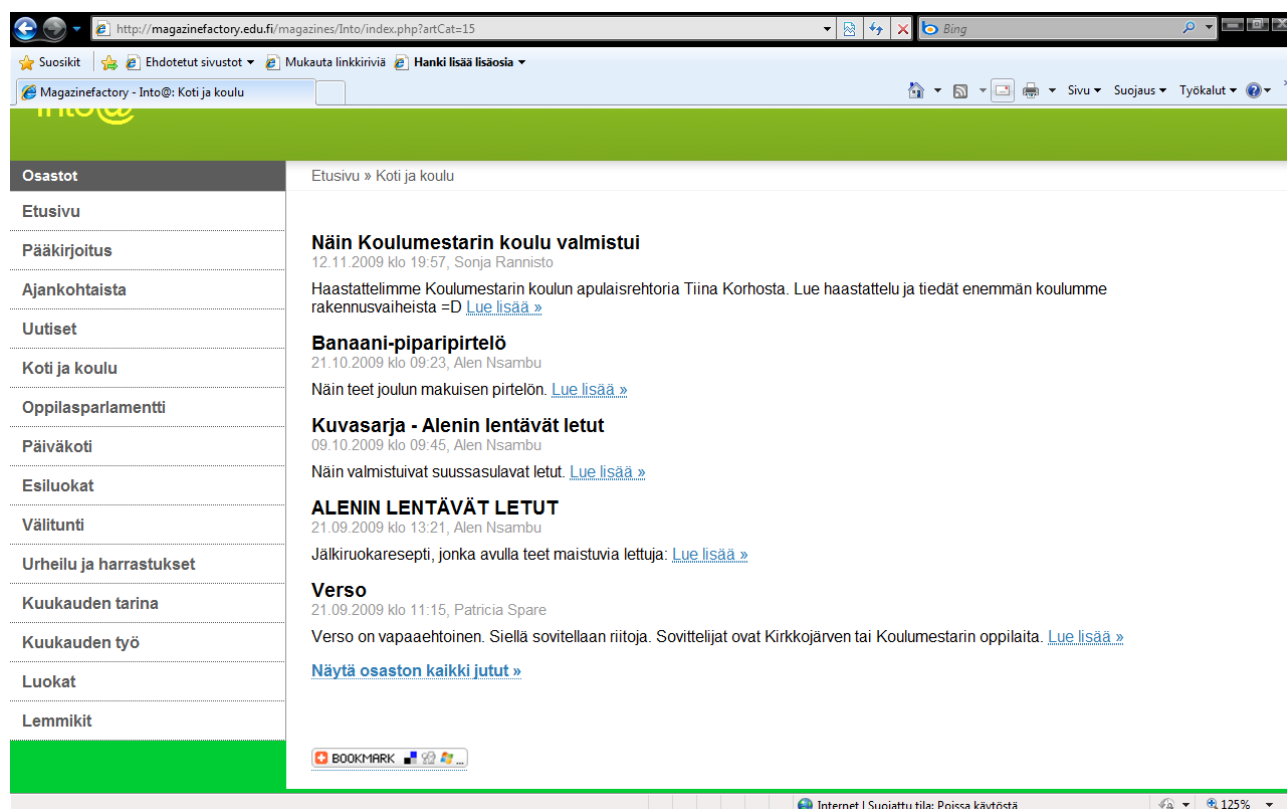 http://magazinefactory.edu.fi/magazines/Into/index.php?artCat=15
Bing
Suosikit
Ehdotetut sivustot
Mukauta linkkiriviä
Hanki lisää lisäosia
Magazinefactory - Into@: Koti ja koulu
Sivu
Suojaus
Työkalut
Into@
Osastot
Etusivu
Pääkirjoitus
Ajankohtaista
Uutiset
Koti ja koulu
Oppilasparlamentti
Päiväkoti
Esiluokat
Välitunti
Urheilu ja harrastukset
Kuukauden tarina
Kuukauden työ
Luokat
Lemmikit
Etusivu » Koti ja koulu
Näin Koulumestarin koulu valmistui
12.11.2009 klo 19:57, Sonja Rannisto
Haastattelimme Koulumestarin koulun apulaisrehtoria Tiina Korhosta. Lue haastattelu ja tiedät enemmän koulumme
rakennusvaiheista =D Lue lisää »
Banaani-piparipirtelö
21.10.2009 klo 09:23, Alen Nsambu
Näin teet joulun makuisen pirtelön. Lue lisää »
Kuvasarja - Alenin lentävät letut
09.10.2009 klo 09:45, Alen Nsambu
Näin valmistuivat suussasulavat letut. Lue lisää »
ALENIN LENTÄVÄT LETUT
21.09.2009 klo 13:21, Alen Nsambu
Jälkiruokaresepti, jonka avulla teet maistuvia lettuja: Lue lisää »
Verso
21.09.2009 klo 11:15, Patricia Spare
Verso on vapaaehtoinen. Siellä sovitellaan riitoja. Sovittelijat ovat Kirkkojärven tai Koulumestarin oppilaita. Lue lisää »
Näytä osaston kaikki jutut »
BOOKMARK
Internet | Suojattu tila: Poissa käytöstä
125%